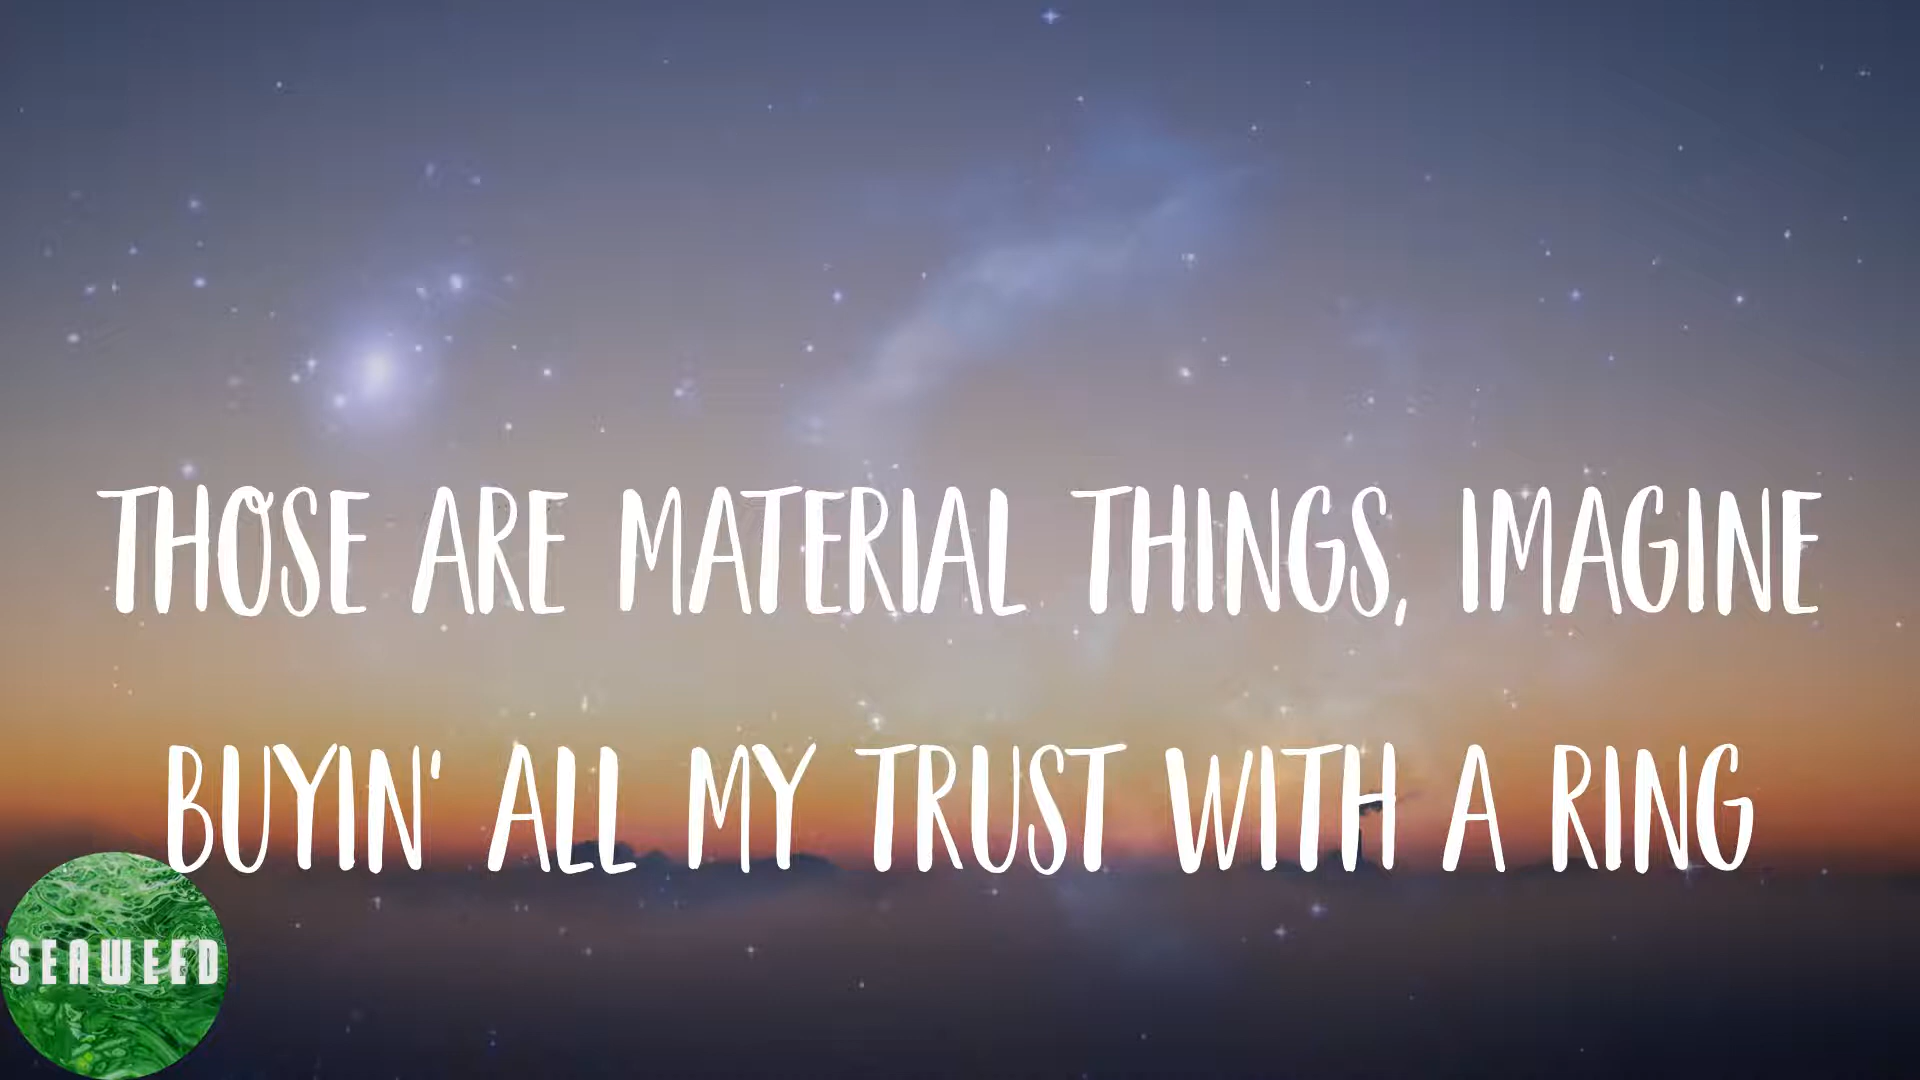 THOSE ARE MATERIAL THINGS, IMAGINE
BUYIN' ALL MY TRUST WITH A RING
SEAWEED